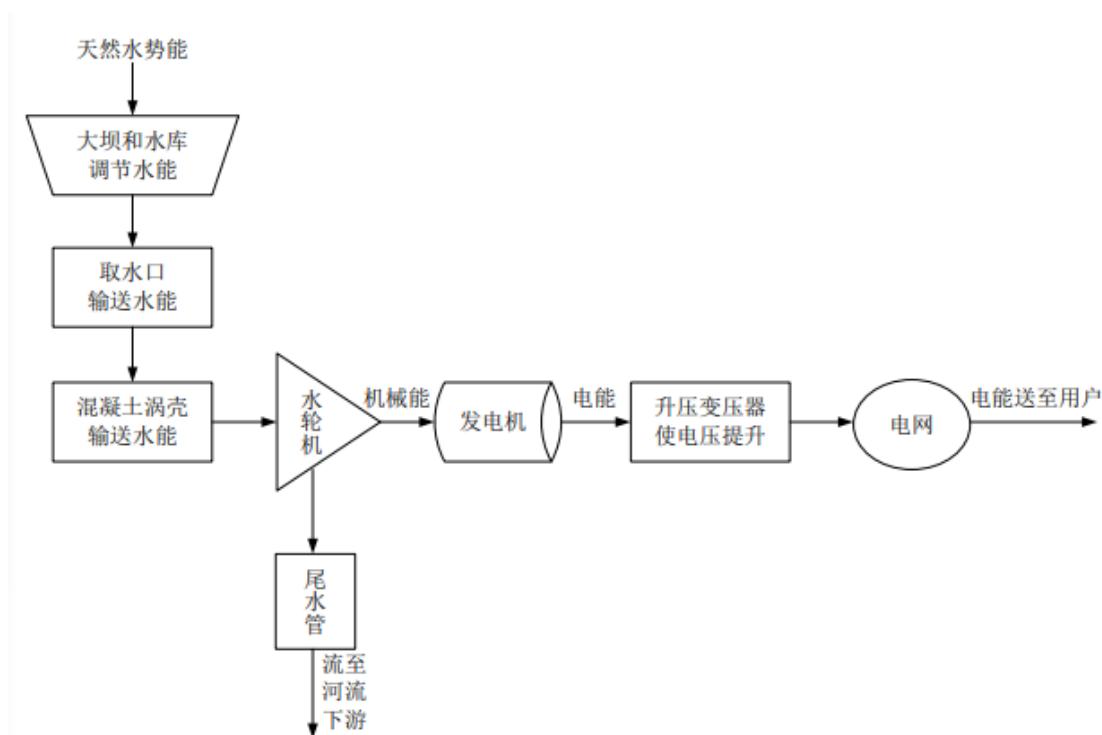 天然水势能
大坝和水库
调节水能
取水口
输送水能
混凝土涡壳
输送水能
水轮机
机械能
发电机
电能
升压变压器
使电压提升
电网
电能送至用户
尾水管
流至
河流
下游